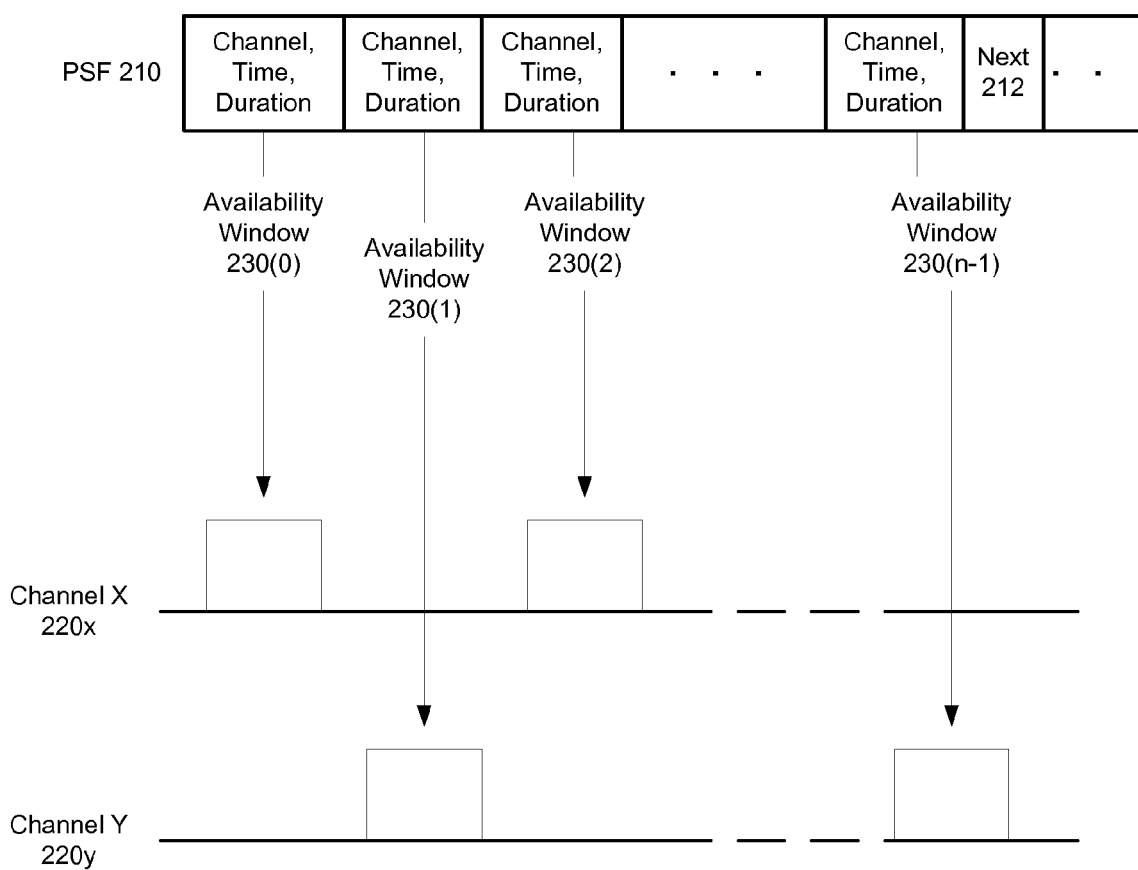 PSF 210
Channel,
Time,
Duration
Channel,
Time,
Duration
Channel,
Time,
Duration
. . .
Channel,
Time,
Duration
Next
212
. .
Availability
Window
230(0)
Availability
Window
230(1)
Availability
Window
230(2)
Availability
Window
230(n-1)
Channel X
220x
Channel Y
220y